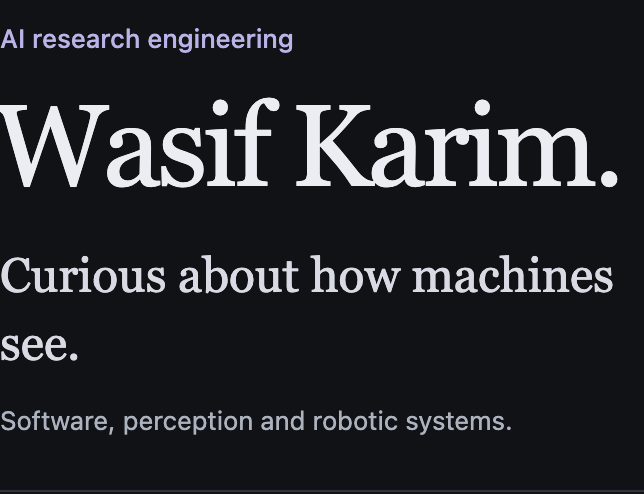 AI research engineering
Wasif Karim.
Curious about how machines
see.
Software, perception and robotic systems.